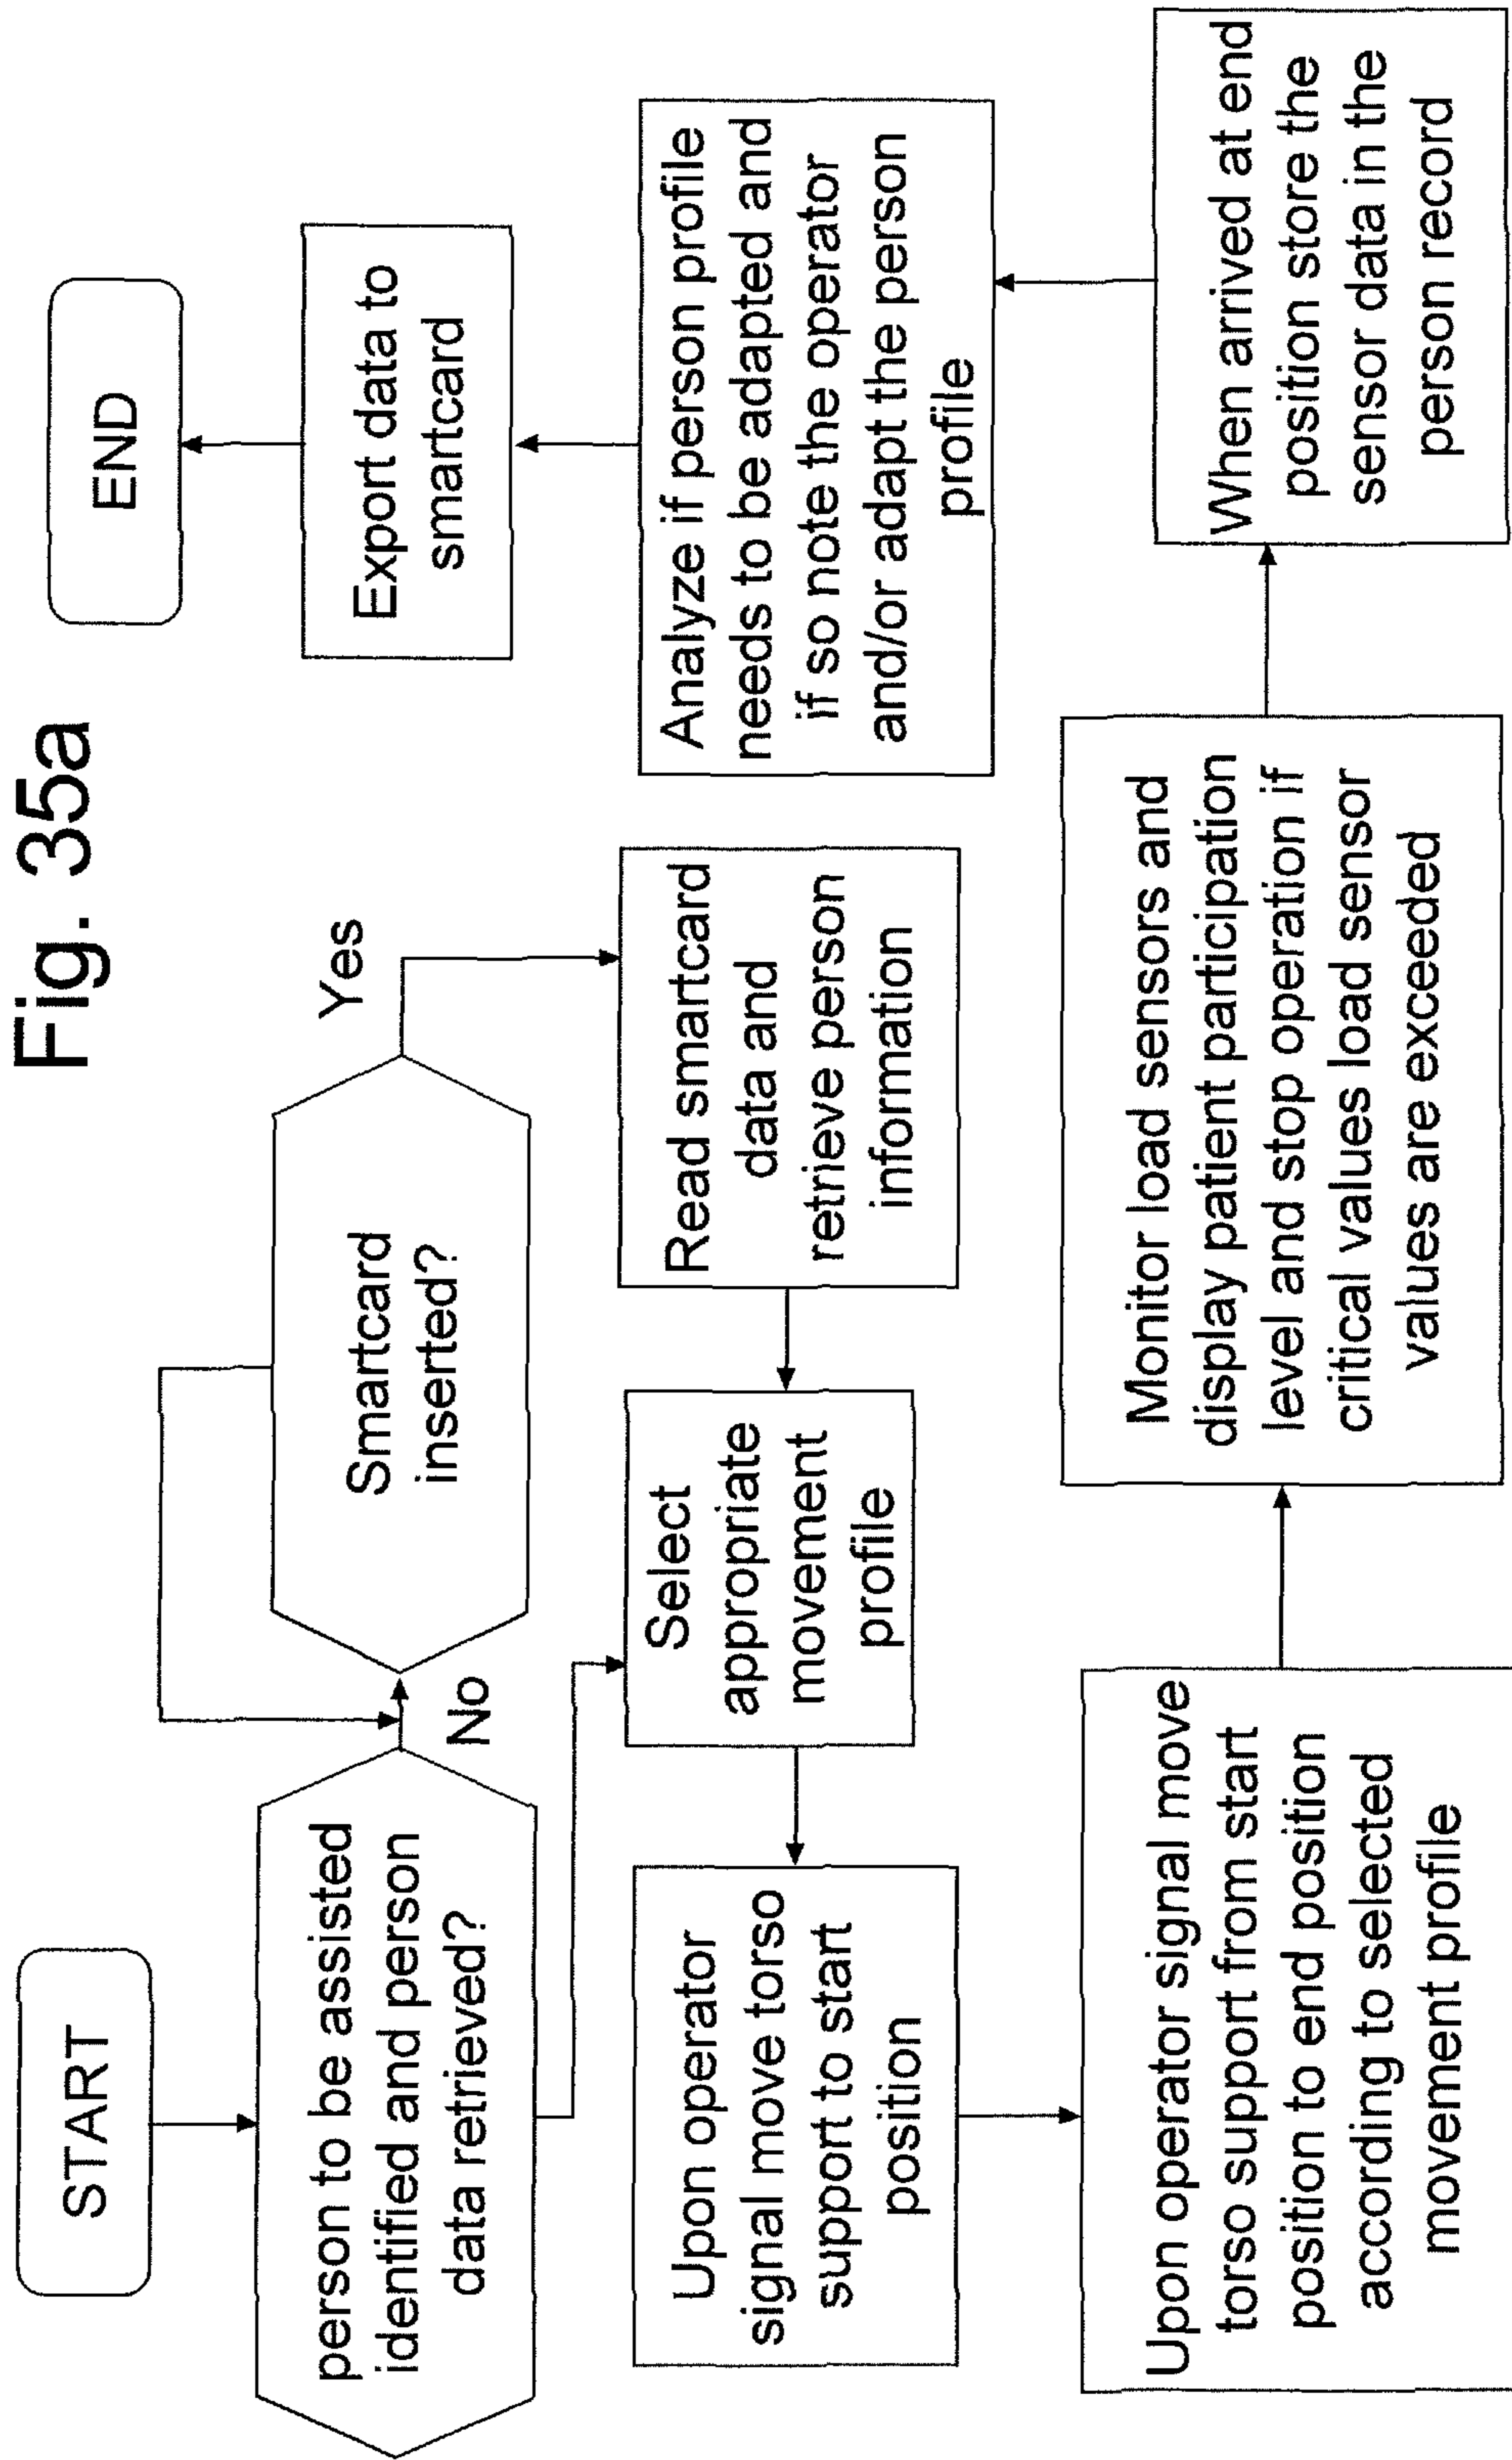 Fig. 35a
START
person to be assisted
identified and person
data retrieved?
No
Smartcard
inserted?
Yes
Read smartcard
data and
retrieve person
information
Select
appropriate
movement
profile
Upon operator
signal move torso
support to start
position
Upon operator signal move
torso support from start
position to end position
according to selected
movement profile
Monitor load sensors and
display patient participation
level and stop operation if
critical values load sensor
values are exceeded
When arrived at end
position store the
sensor data in the
person record
Analyze if person profile
needs to be adapted and
if so note the operator
and/or adapt the person
profile
Export data to
smartcard
END